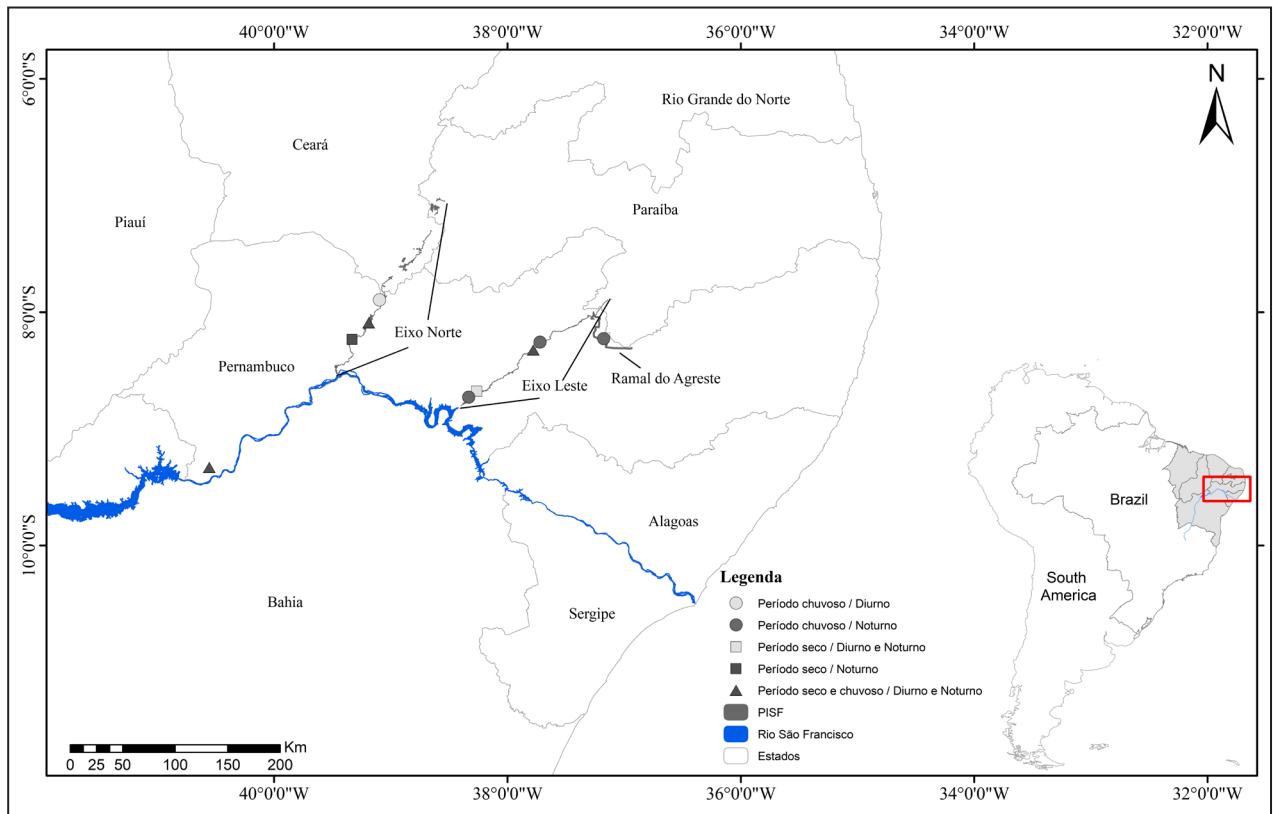 40°0'0"W
38°0'0"W
36°0'0"W
34°0'0"W
32°0'0"W
6°0'0"S
8°0'0"S
10°0'0"S
N
Rio Grande do Norte
Ceará
Piauí
Paraíba
Eixo Norte
Pernambuco
Eixo Leste
Ramal do Agreste
Alagoas
Bahia
Sergipe
Brazil
South
America
Legenda
Período chuvoso / Diurno
Período chuvoso / Noturno
Período seco / Diurno e Noturno
Período seco / Noturno
Período seco e chuvoso / Diurno e Noturno
PISF
Rio São Francisco
Estados
Km
0 25 50 100 150 200
40°0'0"W
38°0'0"W
36°0'0"W
34°0'0"W
32°0'0"W